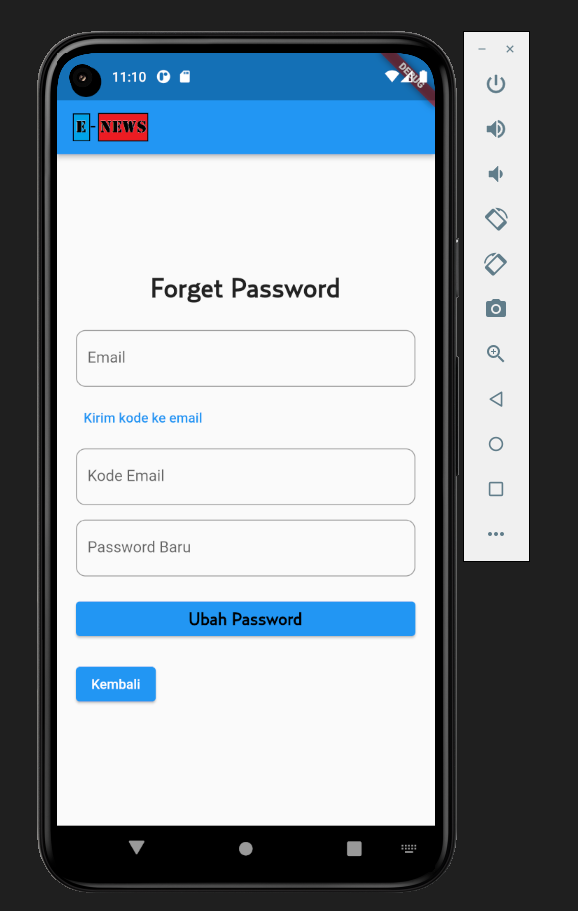 11:10
DEBUG
E-NEWS
Forget Password
Email
Kirim kode ke email
Kode Email
Password Baru
Ubah Password
Kembali